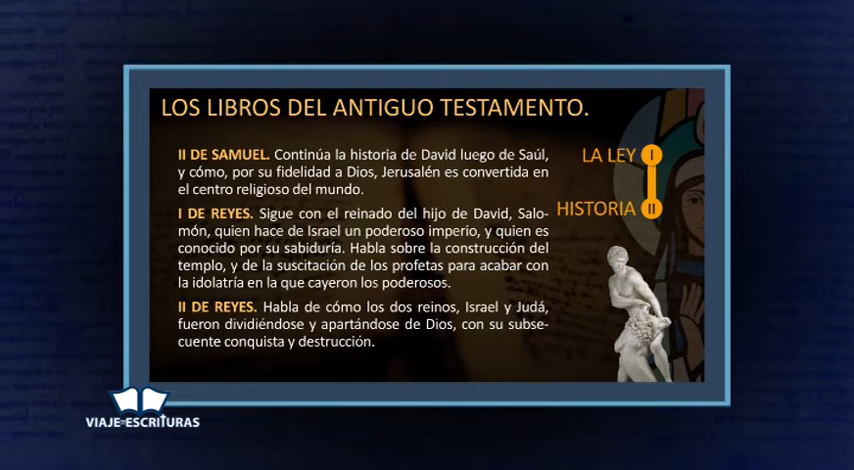 LOS LIBROS DEL ANTIGUO TESTAMENTO.
II DE SAMUEL. Continúa la historia de David luego de Saúl,
y cómo, por su fidelidad a Dios, Jerusalén es convertida en
el centro religioso del mundo.
I DE REYES. Sigue con el reinado del hijo de David, Salo-
món, quien hace de Israel un poderoso imperio, y quien es
conocido por su sabiduría. Habla sobre la construcción del
templo, y de la suscitación de los profetas para acabar con
la idolatría en la que cayeron los poderosos.
II DE REYES. Habla de cómo los dos reinos, Israel y Judá,
fueron dividiéndose y apartándose de Dios, con su subse-
cuente conquista y destrucción.
LA LEY I
HISTORIA II
VIAJE ESCRITURAS